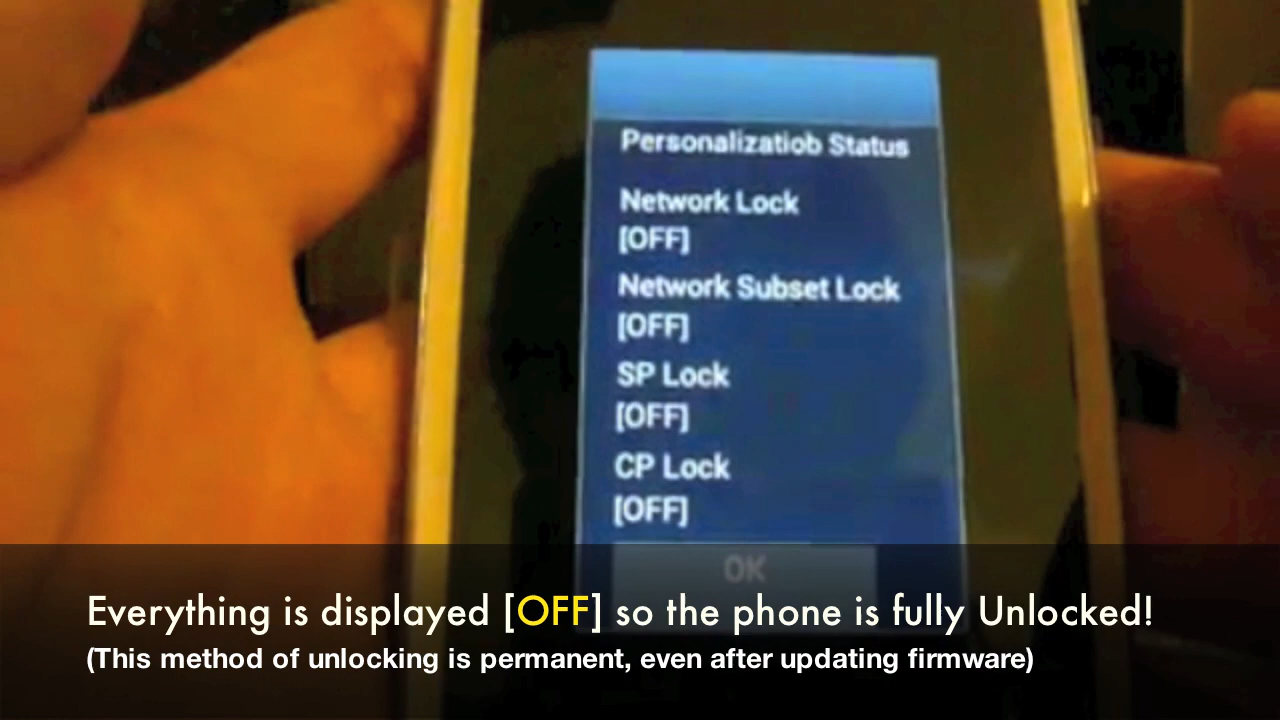 Personalizatiob Status
Network Lock
[OFF]
Network Subset Lock
[OFF]
SP Lock
[OFF]
CP Lock
[OFF]
OK
Everything is displayed [OFF] so the phone is fully Unlocked!
(This method of unlocking is permanent, even after updating firmware)